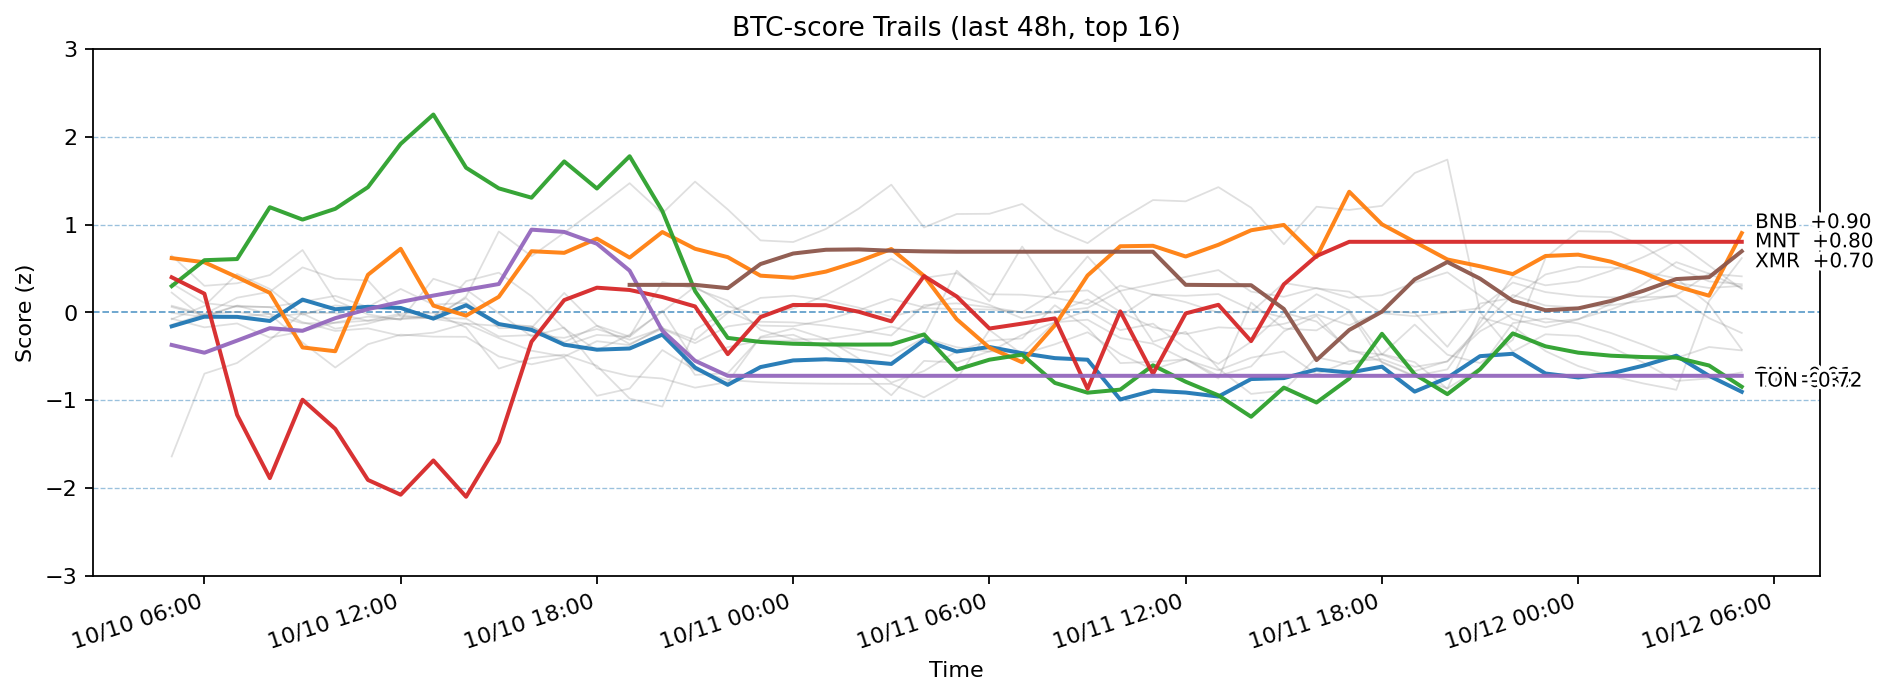 BTC-score Trails (last 48h, top 16)
Score (z)
3
2
1
0
−1
−2
−3
BNB +0.90
MNT +0.80
XMR +0.70
TON -0.72
10/10 06:00
10/10 12:00
10/10 18:00
10/11 00:00
10/11 06:00
10/11 12:00
10/11 18:00
10/12 00:00
10/12 06:00
Time